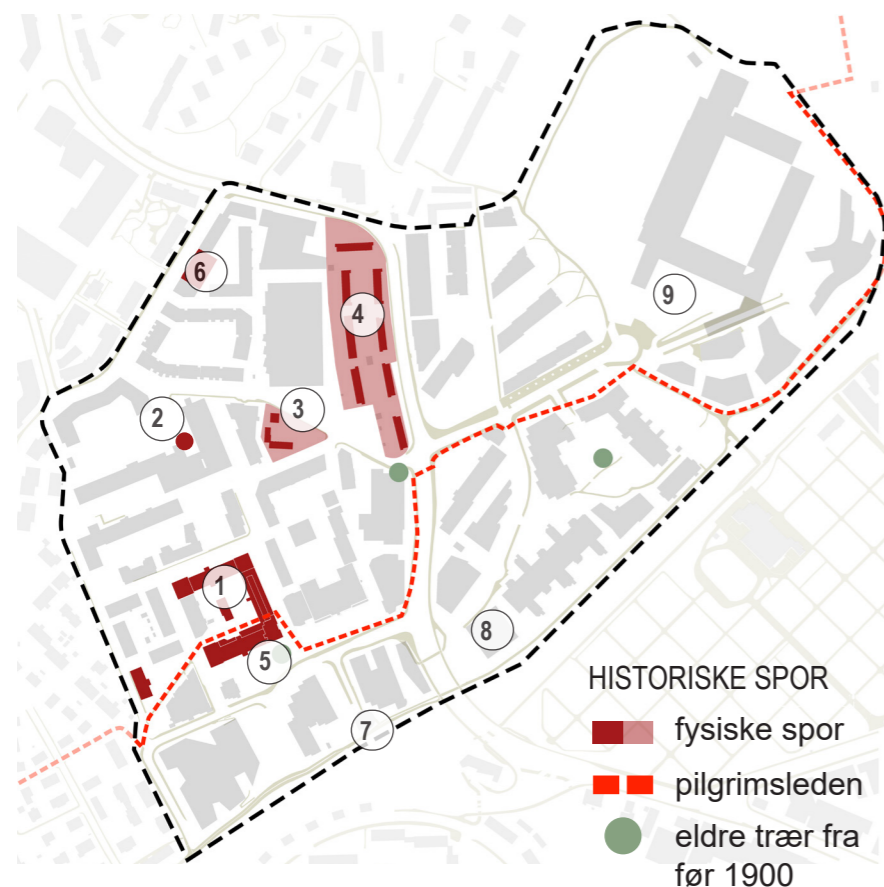 6
9
4
3
2
1
8
5
7
HISTORISKE SPOR
fysiske spor
pilgrimsleden
eldre trær fra
før 1900